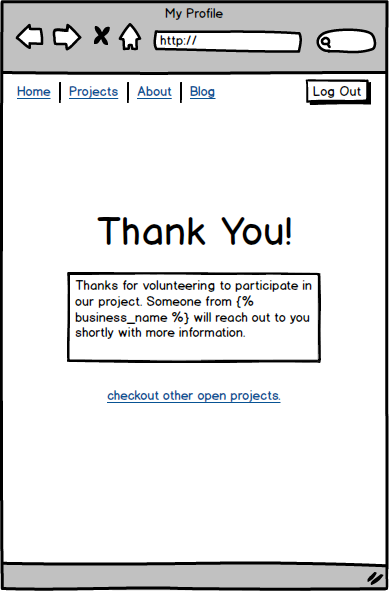 My Profile
http://
Home Projects About Blog Log Out
Thank You!
Thanks for volunteering to participate in
our project. Someone from {%
business_name %} will reach out to you
shortly with more information.
checkout other open projects.